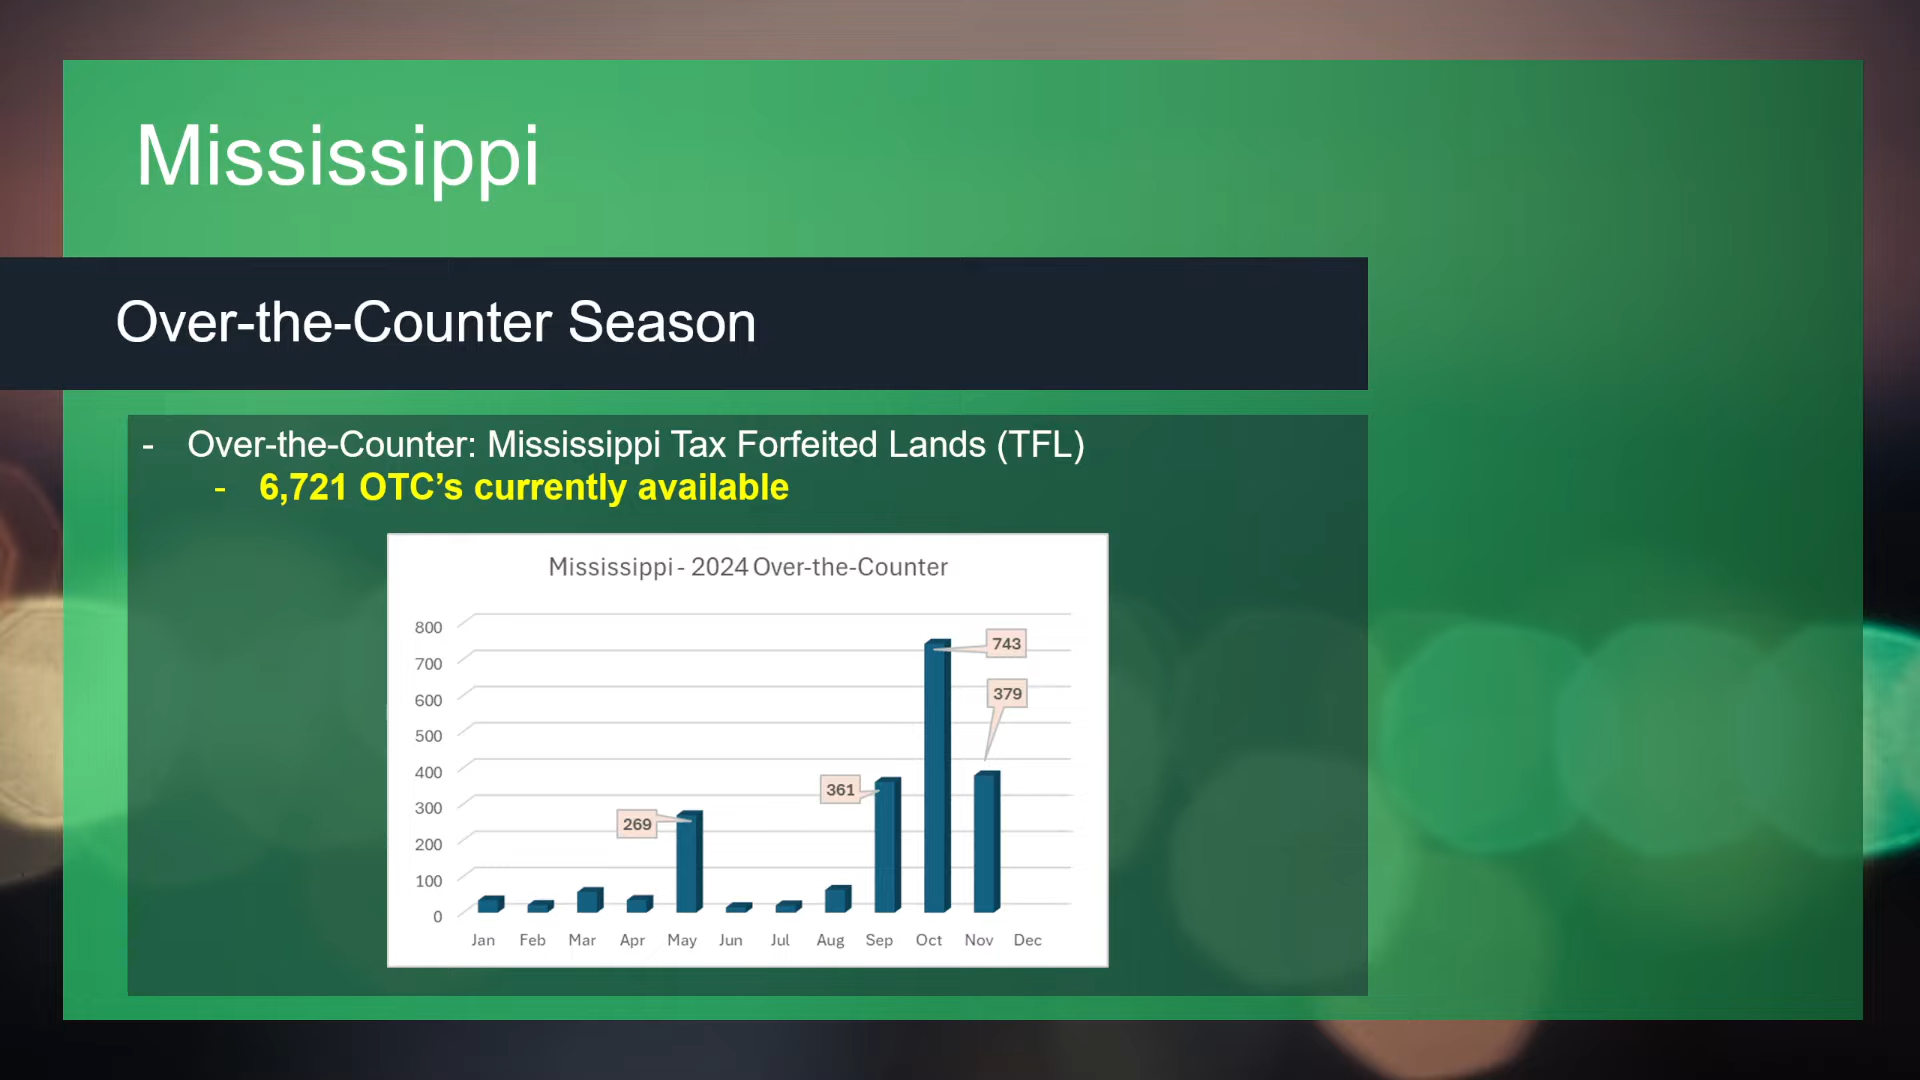 Mississippi
Over-the-Counter Season
- Over-the-Counter: Mississippi Tax Forfeited Lands (TFL)
- 6,721 OTC’s currently available
Mississippi - 2024 Over-the-Counter
800
700
600
500
400
300
200
100
0
743
379
361
269
Jan Feb Mar Apr May Jun Jul Aug Sep Oct Nov Dec